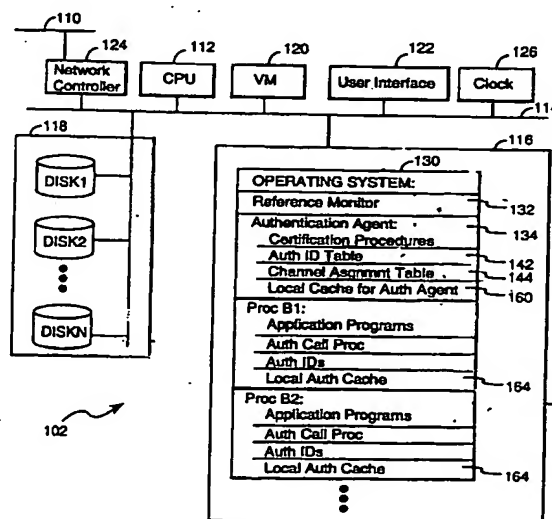 110
124 112 120 122 126
Network Controller CPU VM User Interface Clock
114
118 116
130
OPERATING SYSTEM:
Reference Monitor 132
Authentication Agent: 134
Certification Procedures
Auth ID Table 142
Channel Asgnmt Table 144
Local Cache for Auth Agent 160
Proc B1:
Application Programs
Auth Call Proc
Auth IDs
Local Auth Cache 164
Proc B2:
Application Programs
Auth Call Proc
Auth IDs
Local Auth Cache 164
DISK1
DISK2
DISKN
102